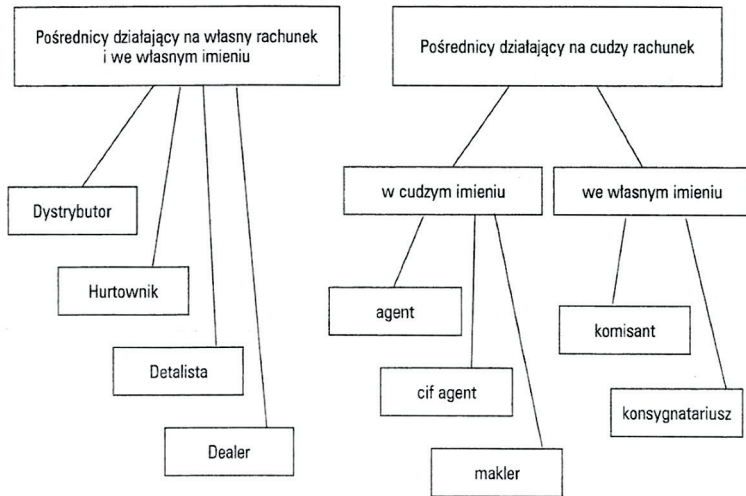 Pośrednicy działający na własny rachunek
i we własnym imieniu
Dystrybutor
Hurtownik
Detalista
Dealer
Pośrednicy działający na cudzy rachunek
w cudzym imieniu
we własnym imieniu
agent
cif agent
makler
komisant
konsygnatariusz